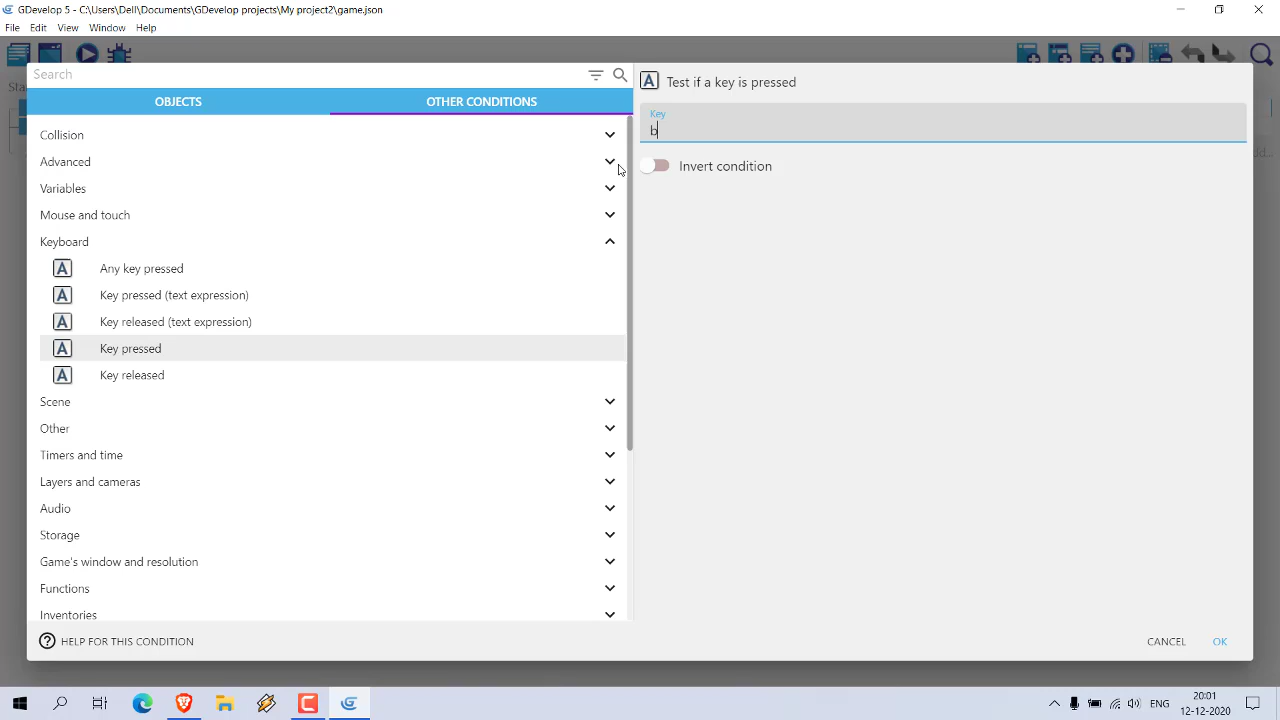 GDevelop 5 - C:\Users\Dell\Documents\GDevelop projects\My project2\game.json
File Edit View Window Help
Search
OBJECTS
OTHER CONDITIONS
Collision
Advanced
Variables
Mouse and touch
Keyboard
A Any key pressed
A Key pressed (text expression)
A Key released (text expression)
A Key pressed
A Key released
Scene
Other
Timers and time
Layers and cameras
Audio
Storage
Game's window and resolution
Functions
Inventories
HELP FOR THIS CONDITION
A Test if a key is pressed
Key
b
Invert condition
CANCEL
OK
ENG
20:01
12-12-2020